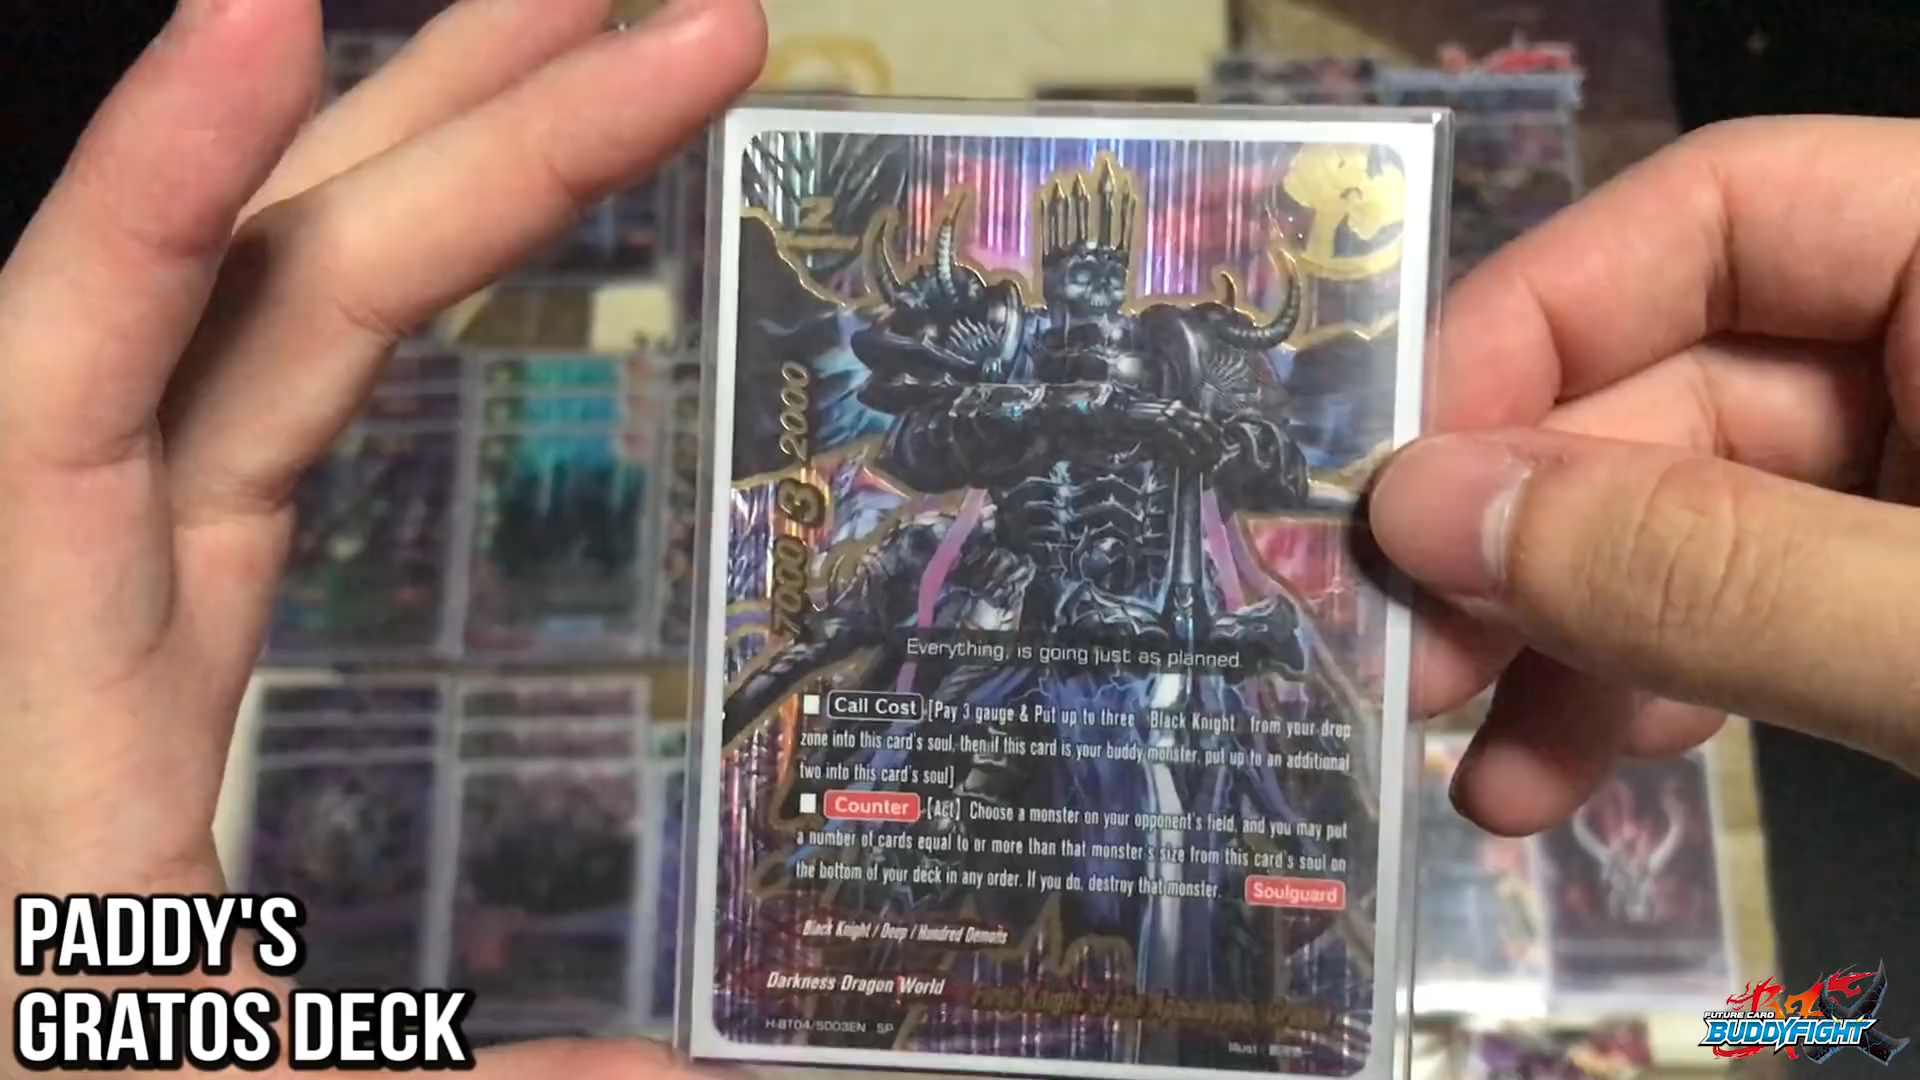 2000
3
7000
Everything, is going just as planned.
Call Cost [Pay 3 gauge & Put up to three 《Black Knight》 from your drop
zone into this card's soul, then if this card is your buddy monster, put up to an additional
two into this card's soul]
Counter [Act] Choose a monster on your opponent's field, and you may put
a number of cards equal to or more than that monster's size from this card's soul on
the bottom of your deck in any order. If you do, destroy that monster. Soulguard
Black Knight / Deep / Hundred Demons
Darkness Dragon World
H-BT04/S003EN SP
Illust
PADDY'S
GRATOS DECK
FUTURE CARD
BUDDYFIGHT